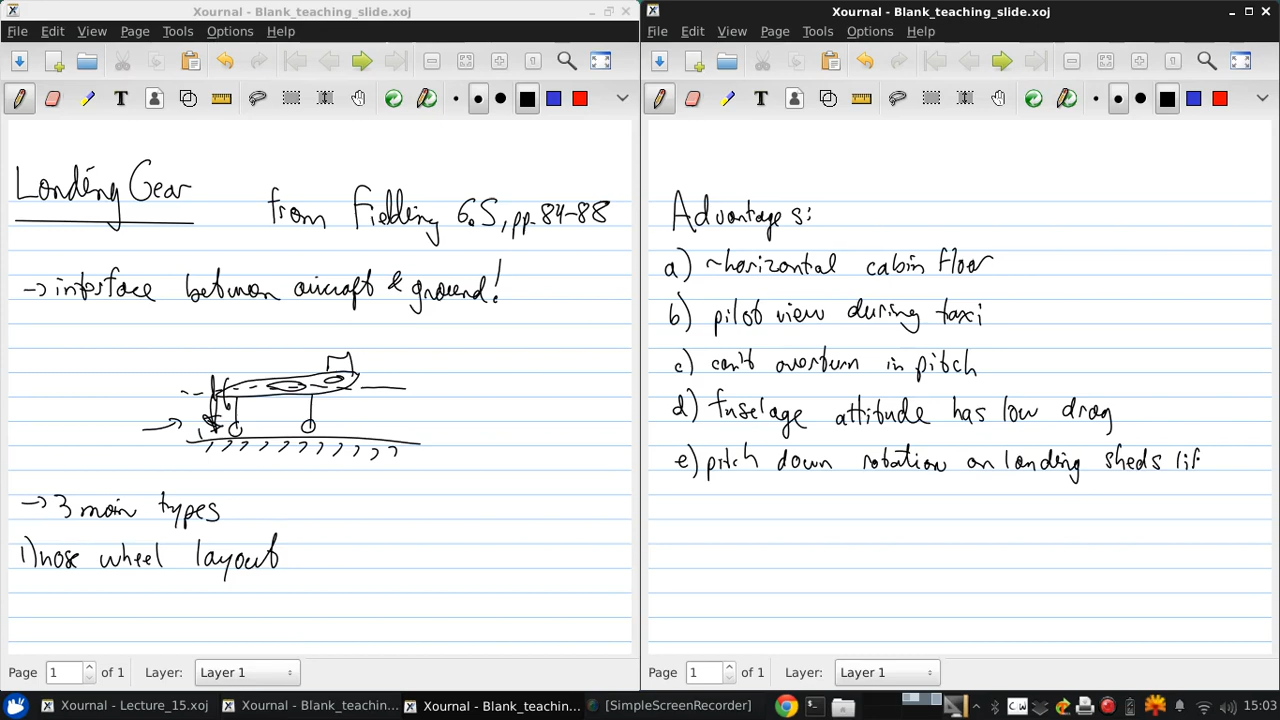 Xournal - Blank_teaching_slide.xoj
File Edit View Page Tools Options Help
Landing Gear
from Fielding 6.5, pp. 84-88
→ interface between aircraft & ground!
→ 3 main types
1) nose wheel layout
Page 1 of 1 Layer: Layer 1
Xournal - Blank_teaching_slide.xoj
File Edit View Page Tools Options Help
Advantages:
a) ~horizontal cabin floor
b) pilot view during taxi
c) can't overturn in pitch
d) fuselage attitude has low drag
e) pitch down rotation on landing sheds lif
Page 1 of 1 Layer: Layer 1
Xournal - Lecture_15.xoj Xournal - Blank_teachin... Xournal - Blank_teachin... [SimpleScreenRecorder] CW 15:03